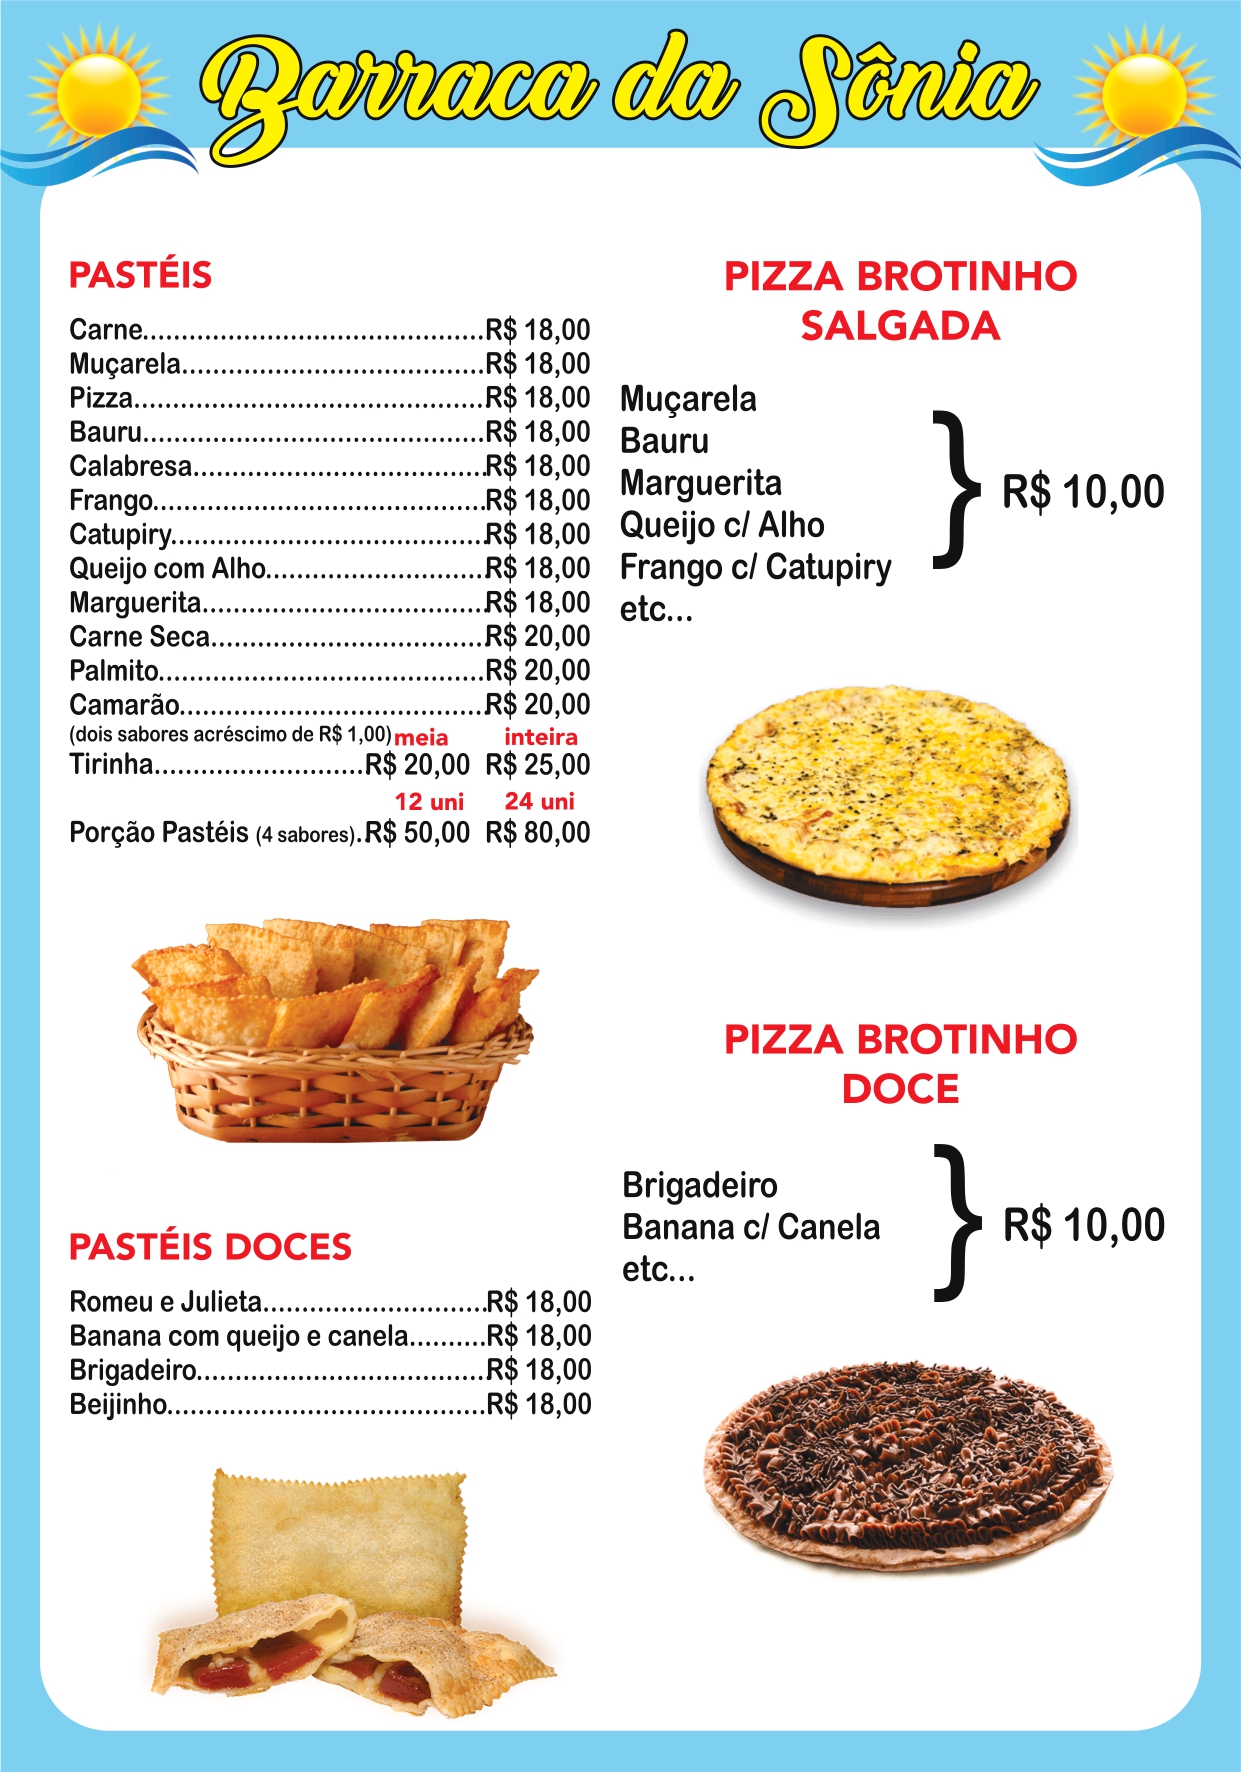 Barraca da Sônia
PASTÉIS
Carne............................................R$ 18,00
Muçarela.......................................R$ 18,00
Pizza.............................................R$ 18,00
Bauru............................................R$ 18,00
Calabresa......................................R$ 18,00
Frango...........................................R$ 18,00
Catupiry.........................................R$ 18,00
Queijo com Alho.............................R$ 18,00
Marguerita.....................................R$ 18,00
Carne Seca....................................R$ 20,00
Palmito..........................................R$ 20,00
Camarão........................................R$ 20,00
(dois sabores acréscimo de R$ 1,00) meia inteira
Tirinha...........................R$ 20,00 R$ 25,00
12 uni 24 uni
Porção Pastéis (4 sabores)..R$ 50,00 R$ 80,00
PASTÉIS DOCES
Romeu e Julieta.............................R$ 18,00
Banana com queijo e canela..........R$ 18,00
Brigadeiro......................................R$ 18,00
Beijinho.........................................R$ 18,00
PIZZA BROTINHO
SALGADA
Muçarela
Bauru
Marguerita
Queijo c/ Alho
Frango c/ Catupiry
etc...
} R$ 10,00
PIZZA BROTINHO
DOCE
Brigadeiro
Banana c/ Canela
etc...
} R$ 10,00